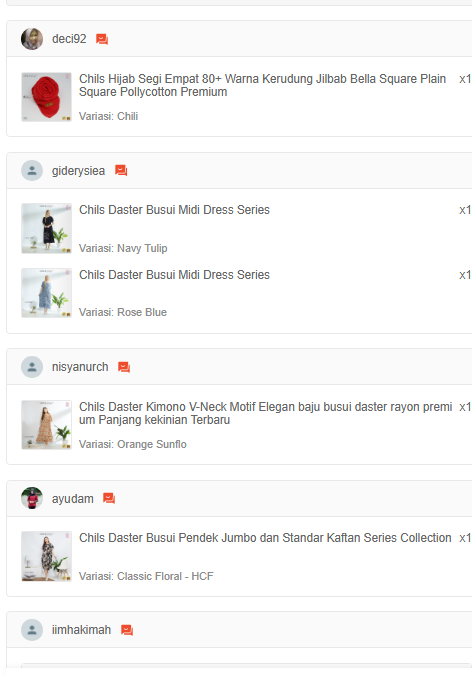 deci92
Chils Hijab Segi Empat 80+ Warna Kerudung Jilbab Bella Square Plain x1
Square Pollycotton Premium
Variasi: Chili
giderysiea
Chils Daster Busui Midi Dress Series x1
Variasi: Navy Tulip
Chils Daster Busui Midi Dress Series x1
Variasi: Rose Blue
nisyanurch
Chils Daster Kimono V-Neck Motif Elegan baju busui daster rayon premi x1
um Panjang kekinian Terbaru
Variasi: Orange Sunflo
ayudam
Chils Daster Busui Pendek Jumbo dan Standar Kaftan Series Collection x1
Variasi: Classic Floral - HCF
iimhakimah